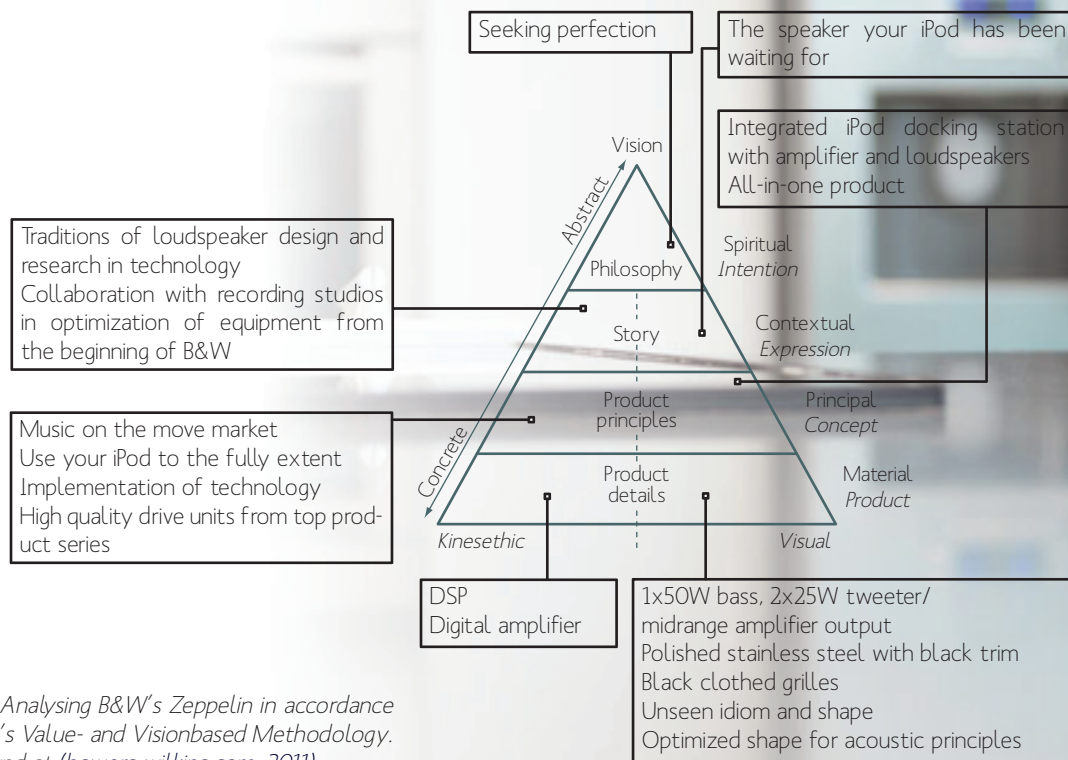 Seeking perfection
The speaker your iPod has been
waiting for
Integrated iPod docking station
with amplifier and loudspeakers
All-in-one product
Traditions of loudspeaker design and
research in technology
Collaboration with recording studios
in optimization of equipment from
the beginning of B&W
Music on the move market
Use your iPod to the fully extent
Implementation of technology
High quality drive units from top prod-
uct series
Vision
Abstract
Concrete
Philosophy
Spiritual
Intention
Story
Contextual
Expression
Product
principles
Principal
Concept
Product
details
Material
Product
Kinesethic
Visual
DSP
Digital amplifier
1x50W bass, 2x25W tweeter/
midrange amplifier output
Polished stainless steel with black trim
Black clothed grilles
Unseen idiom and shape
Optimized shape for acoustic principles
Analysing B&W's Zeppelin in accordance
's Value- and Visionbased Methodology.